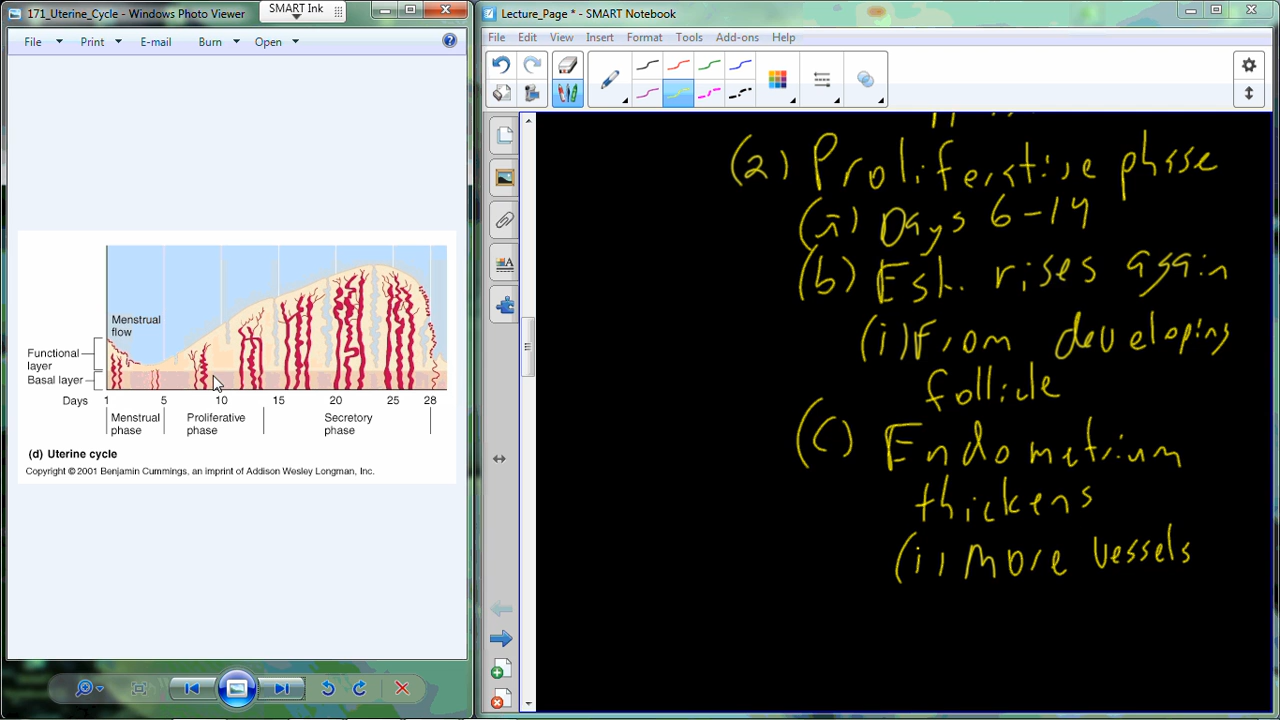 171_Uterine_Cycle - Windows Photo Viewer
SMART Ink
File Print E-mail Burn Open
Menstrual
flow
Functional
layer
Basal layer
Days 1 5 10 15 20 25 28
Menstrual
phase
Proliferative
phase
Secretory
phase
(d) Uterine cycle
Copyright © 2001 Benjamin Cummings, an imprint of Addison Wesley Longman, Inc.
Lecture_Page * - SMART Notebook
File Edit View Insert Format Tools Add-ons Help
(2) Proliferative phase
(a) Days 6-14
(b) Est. rises again
(i) From developing
follicle
(c) Endometrium
thickens
(i) More vessels